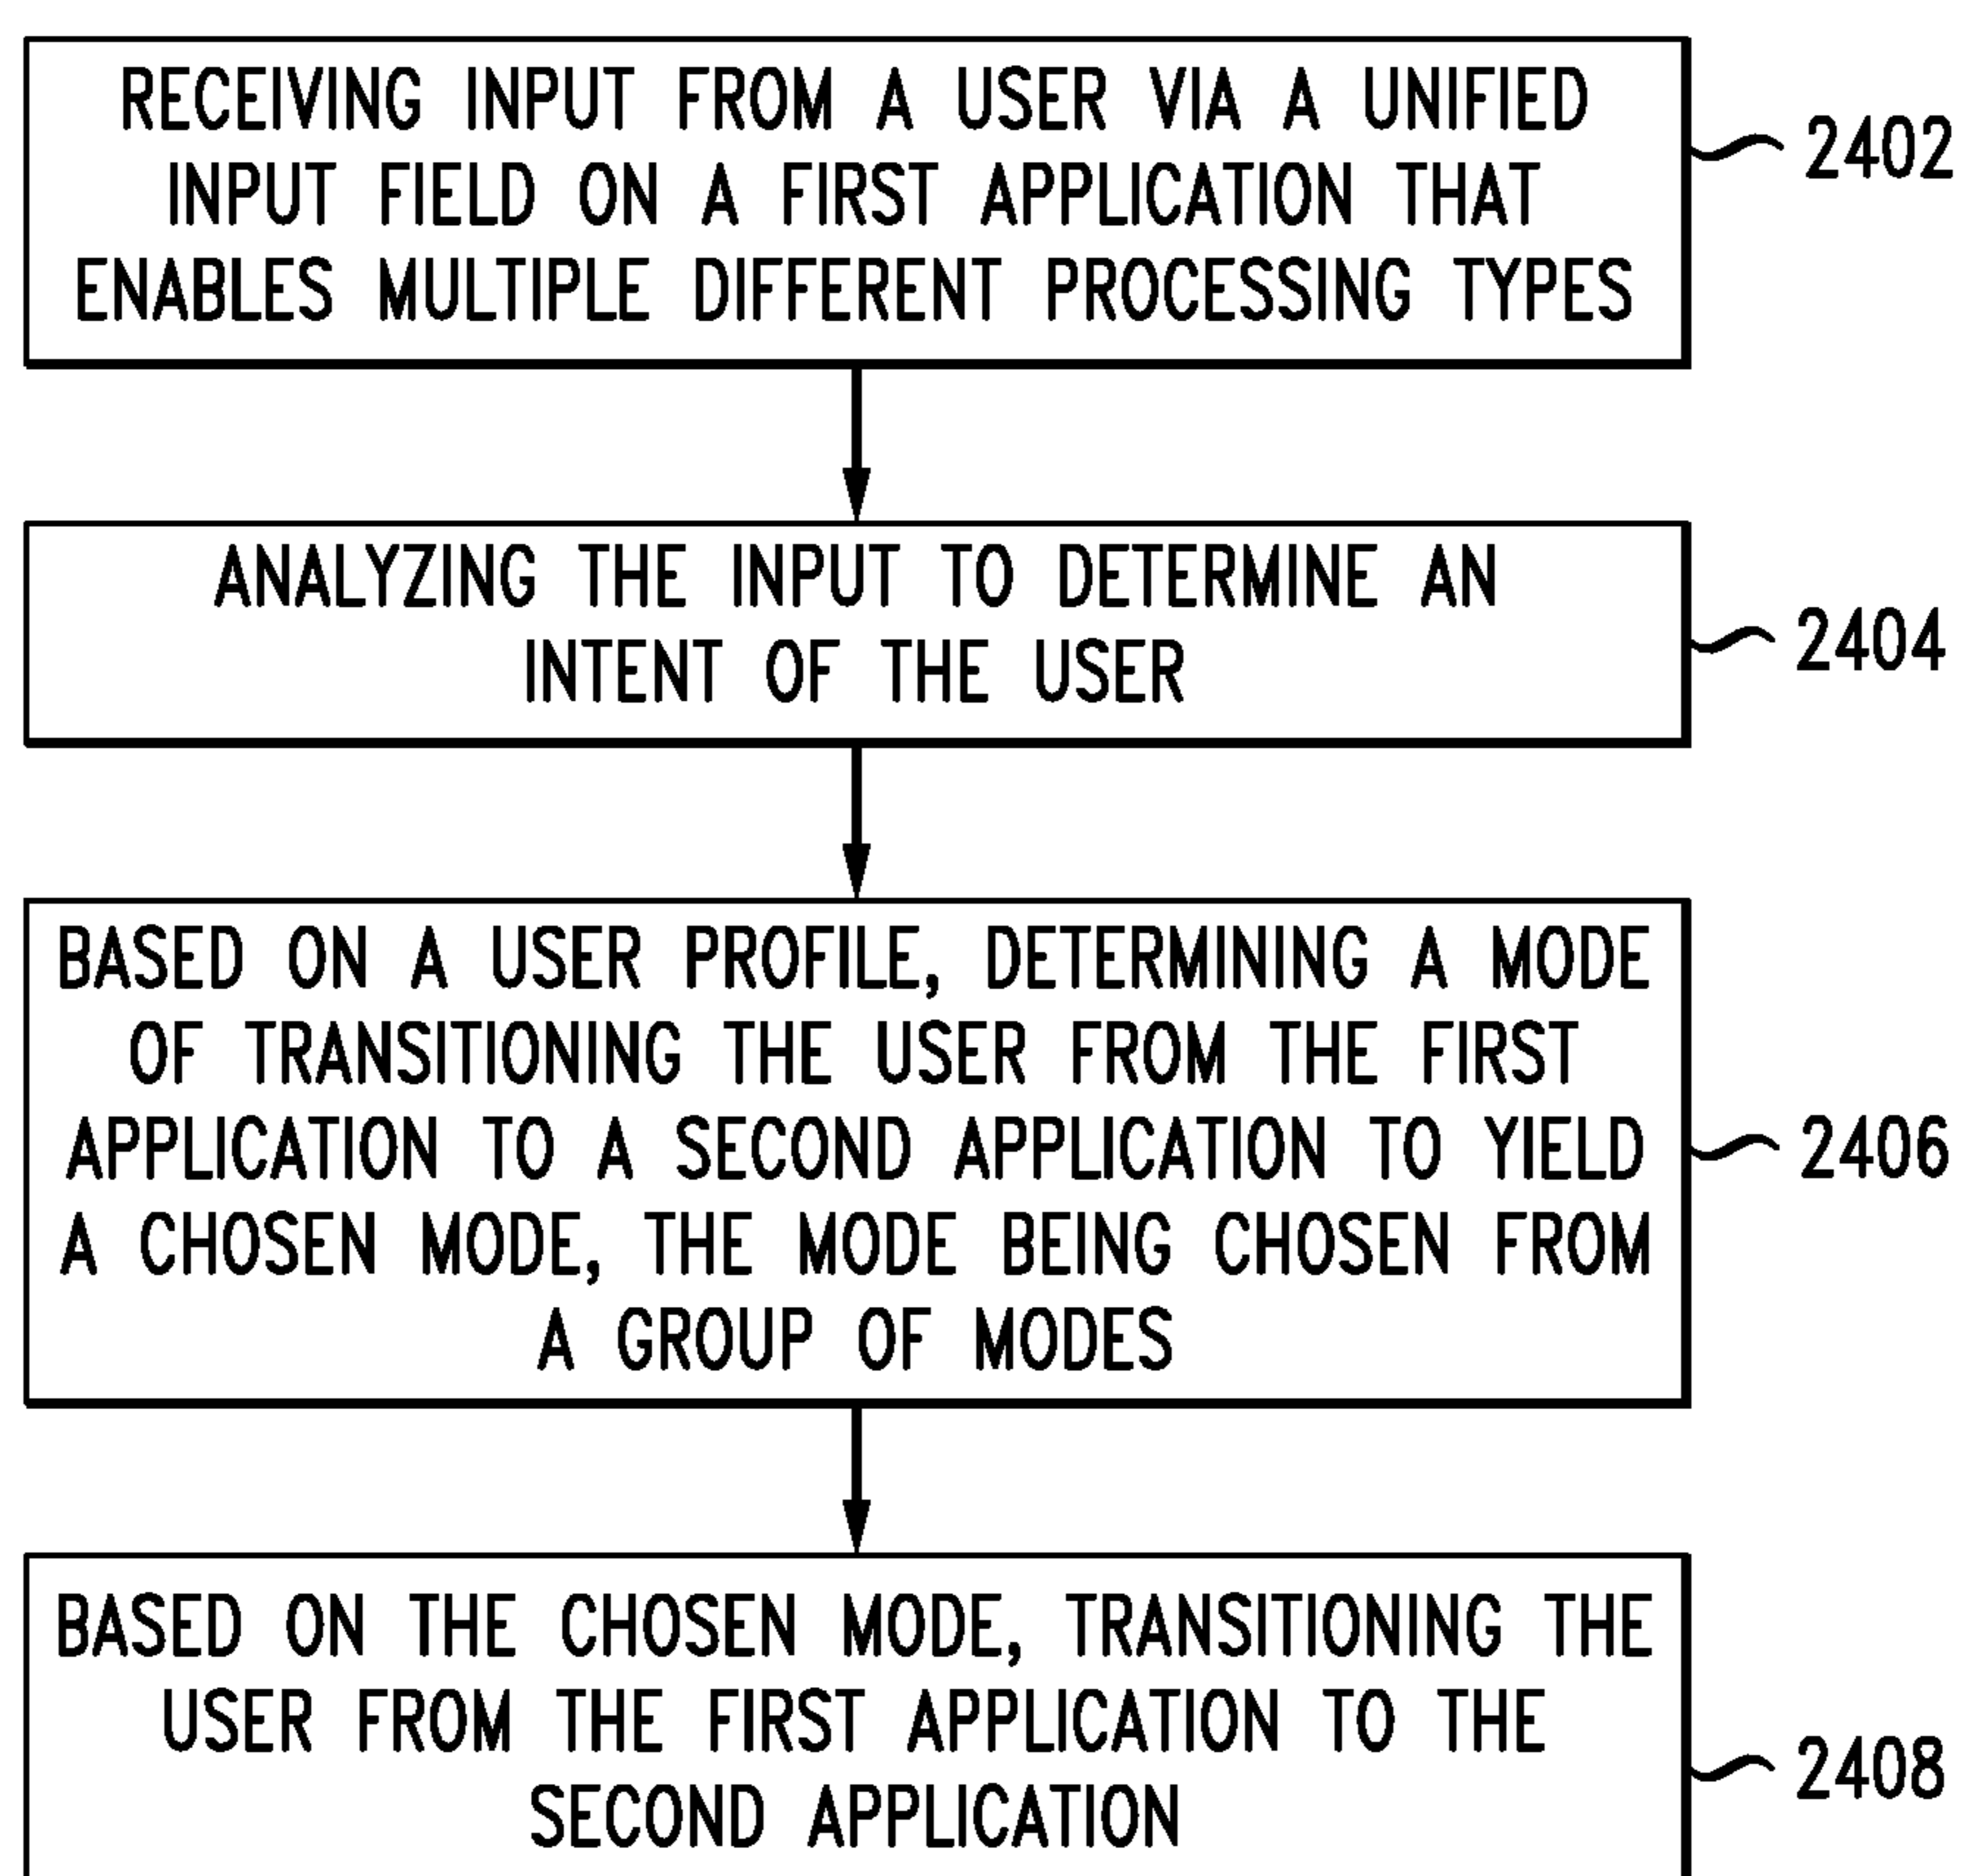 RECEIVING INPUT FROM A USER VIA A UNIFIED
INPUT FIELD ON A FIRST APPLICATION THAT
ENABLES MULTIPLE DIFFERENT PROCESSING TYPES
2402
ANALYZING THE INPUT TO DETERMINE AN
INTENT OF THE USER
2404
BASED ON A USER PROFILE, DETERMINING A MODE
OF TRANSITIONING THE USER FROM THE FIRST
APPLICATION TO A SECOND APPLICATION TO YIELD
A CHOSEN MODE, THE MODE BEING CHOSEN FROM
A GROUP OF MODES
2406
BASED ON THE CHOSEN MODE, TRANSITIONING THE
USER FROM THE FIRST APPLICATION TO THE
SECOND APPLICATION
2408